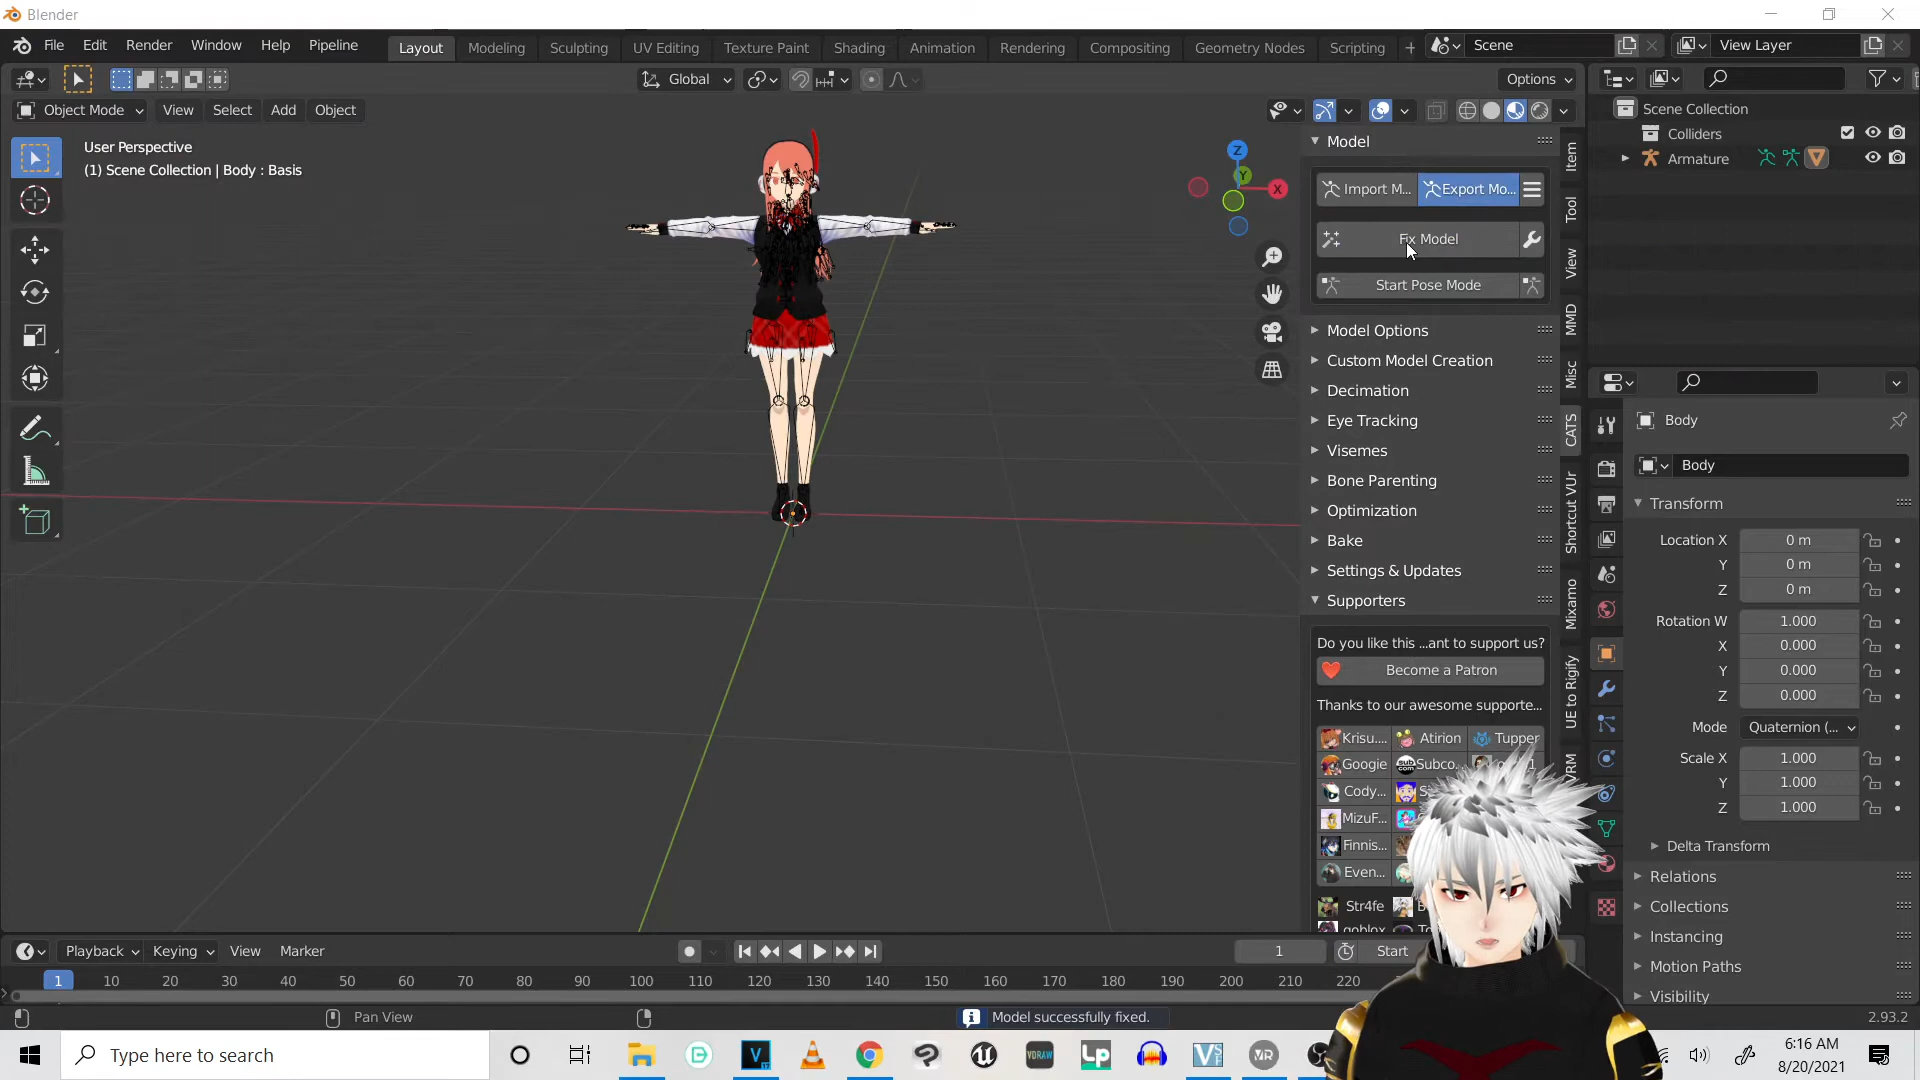 Blender
File Edit Render Window Help Pipeline Layout Modeling Sculpting UV Editing Texture Paint Shading Animation Rendering Compositing Geometry Nodes Scripting + Scene View Layer
Global Options
Object Mode View Select Add Object
User Perspective
(1) Scene Collection | Body : Basis
Z
Y
X
Model
Import M... Export Mo...
Fix Model
Start Pose Mode
Model Options
Custom Model Creation
Decimation
Eye Tracking
Visemes
Bone Parenting
Optimization
Bake
Settings & Updates
Supporters
Do you like this ...ant to support us?
Become a Patron
Thanks to our awesome supporte...
Krisu.... Atirion Tupper
Googie Subco...
Cody...
MizuF...
Finnis...
Even...
Str4fe
Item
Tool
View
MMD
Misc
CATS
Shortcut VUr
Mixamo
UE to Rigify
VRM
Scene Collection
Colliders
Armature
Body
Body
Transform
Location X 0 m
Y 0 m
Z 0 m
Rotation W 1.000
X 0.000
Y 0.000
Z 0.000
Mode Quaternion (...
Scale X 1.000
Y 1.000
Z 1.000
Delta Transform
Relations
Collections
Instancing
Motion Paths
Visibility
Playback Keying View Marker 1 Start
1 10 20 30 40 50 60 70 80 90 100 110 120 130 140 150 160 170 180 190 200 210 220
Pan View Model successfully fixed. 2.93.2
Type here to search
6:16 AM
8/20/2021